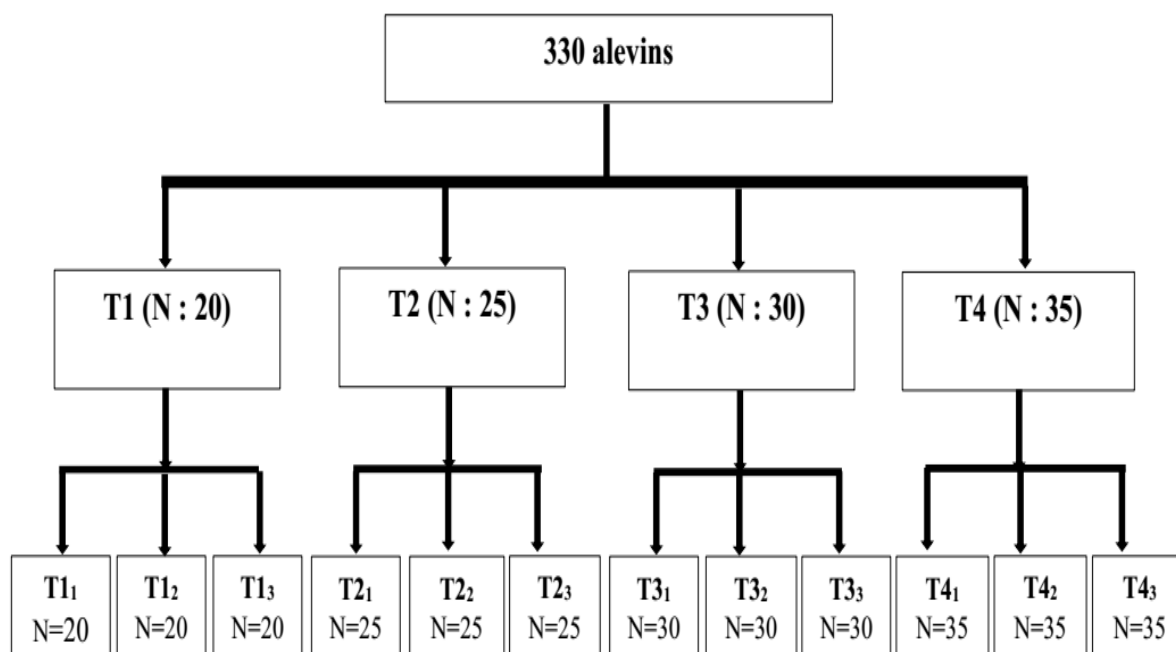 330 alevins
T1 (N : 20)
T2 (N : 25)
T3 (N : 30)
T4 (N : 35)
T1₁
N=20
T1₂
N=20
T1₃
N=20
T2₁
N=25
T2₂
N=25
T2₃
N=25
T3₁
N=30
T3₂
N=30
T3₃
N=30
T4₁
N=35
T4₂
N=35
T4₃
N=35